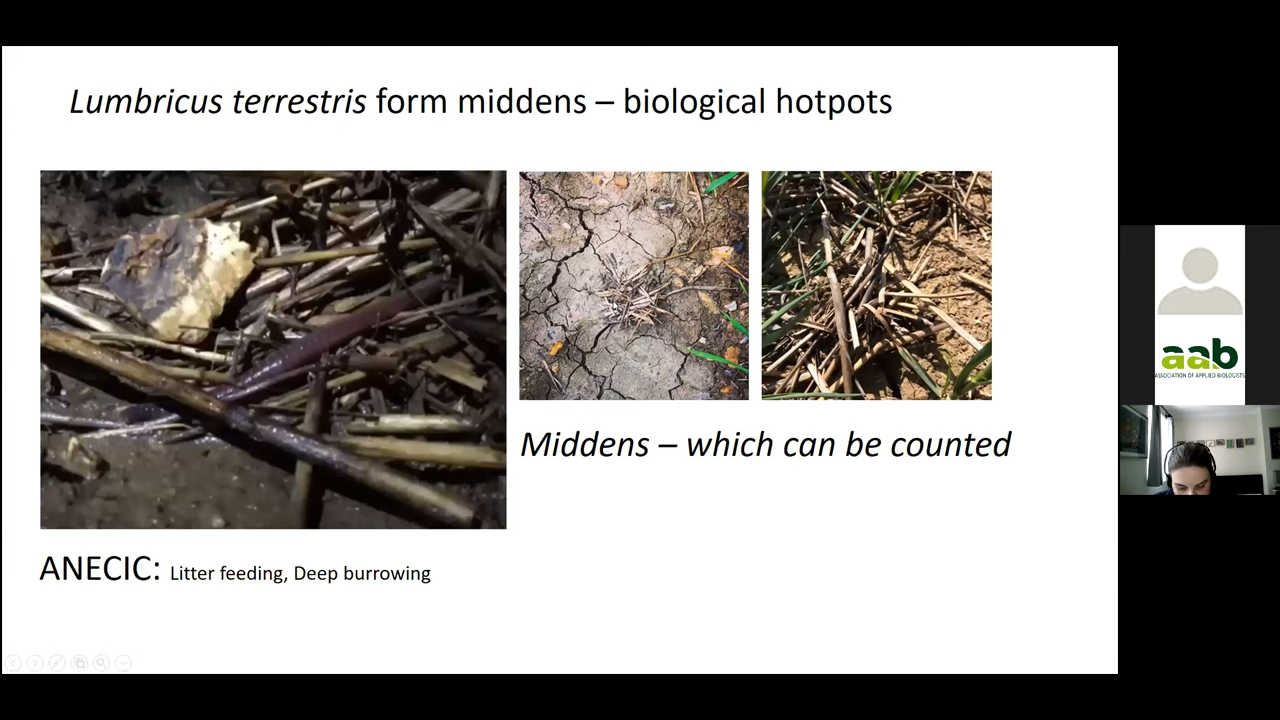 Lumbricus terrestris form middens – biological hotpots
Middens – which can be counted
ANECIC: Litter feeding, Deep burrowing
aab
ASSOCIATION OF APPLIED BIOLOGISTS